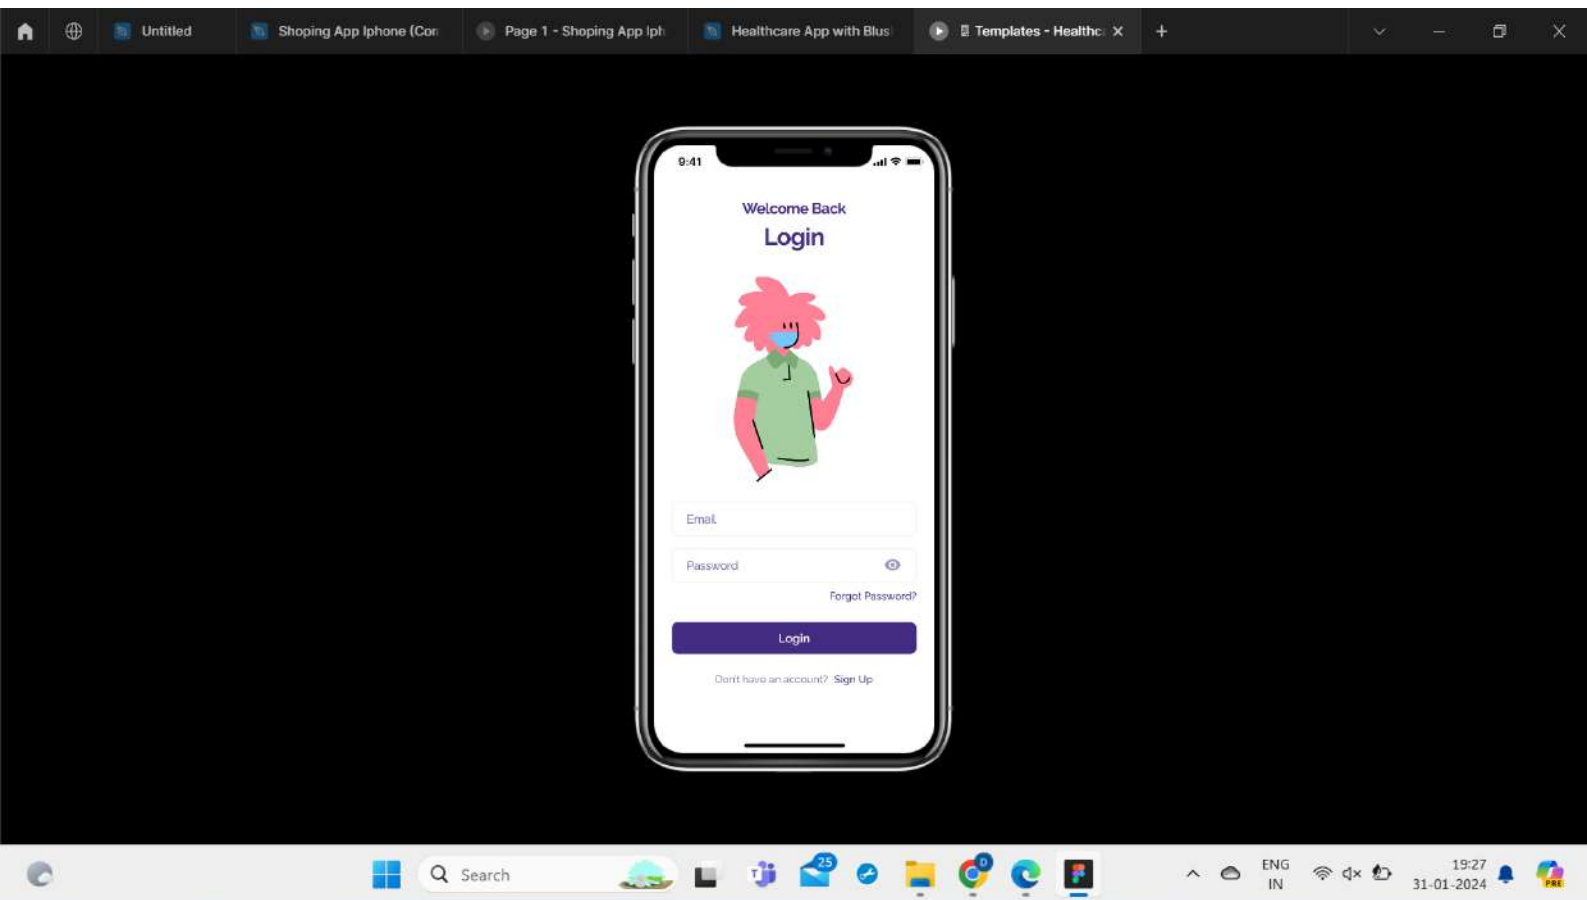 Untitled
Shoping App Iphone (Con
Page 1 - Shoping App Iph
Healthcare App with Blus
Templates - Healthc
9:41
Welcome Back
Login
Email
Password
Forgot Password?
Login
Don't have an account? Sign Up
Search
25
D
ENG
IN
19:27
31-01-2024
PRE